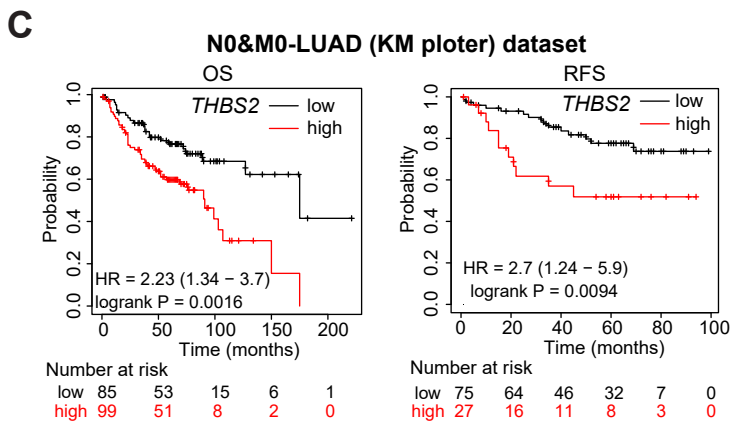 C
N0&M0-LUAD (KM ploter) dataset
OS
THBS2
low
high
Probability
1.0
0.8
0.6
0.4
0.2
0.0
HR = 2.23 (1.34 − 3.7)
logrank P = 0.0016
0 50 100 150 200
Time (months)
Number at risk
low 85 53 15 6 1
high 99 51 8 2 0
RFS
THBS2
low
high
Probability
1.0
0.8
0.6
0.4
0.2
0.0
HR = 2.7 (1.24 − 5.9)
logrank P = 0.0094
0 20 40 60 80 100
Time (months)
Number at risk
low 75 64 46 32 7 0
high 27 16 11 8 3 0